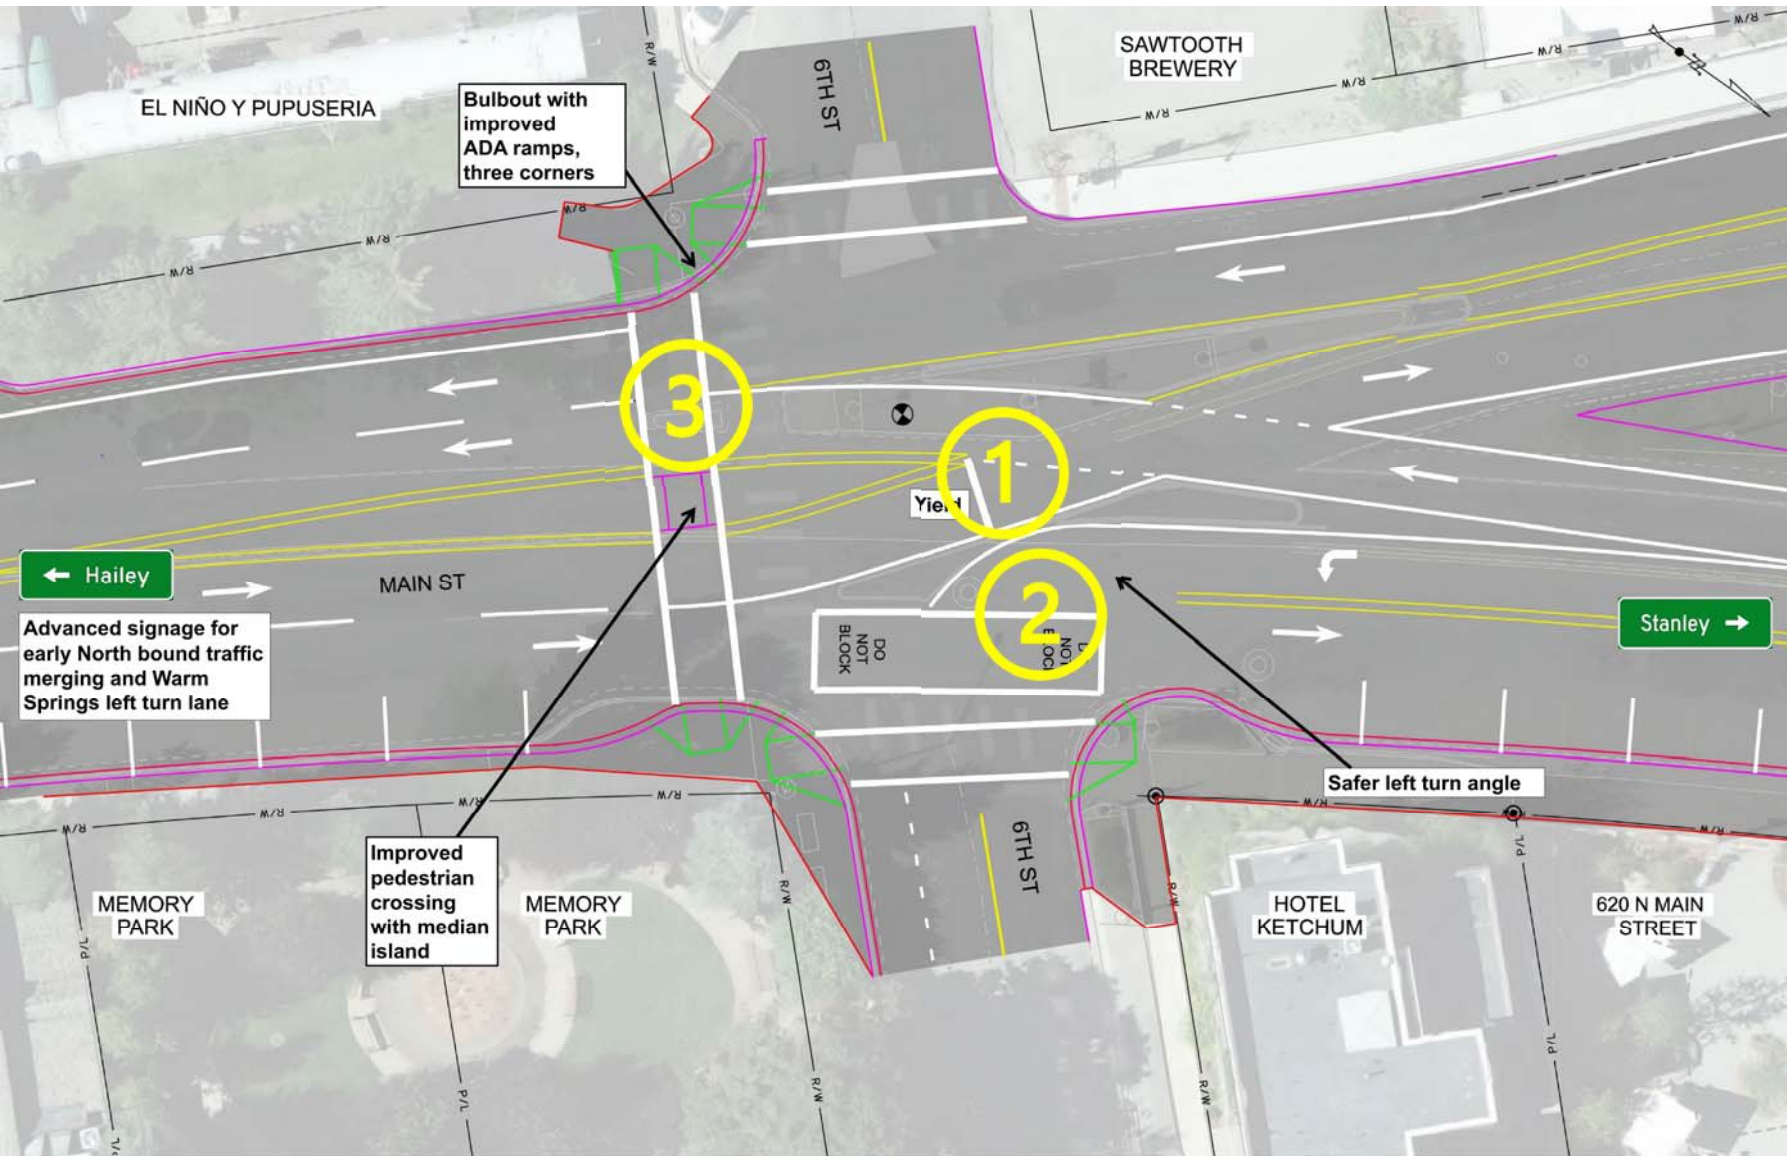 R/W
R/W
R/W
R/W
R/W
SAWTOOTH
BREWERY
6TH ST
EL NIÑO Y PUPUSERIA
Bulbout with
improved
ADA ramps,
three corners
R/W
R/W
R/W
3
1
Yield
2
← Hailey
MAIN ST
Stanley →
Advanced signage for
early North bound traffic
merging and Warm
Springs left turn lane
DO
NOT
BLOCK
NOT
Safer left turn angle
R/W
R/W
R/W
R/W
R/W
R/W
6TH ST
P/L
Improved
pedestrian
crossing
with median
island
MEMORY
PARK
MEMORY
PARK
R/W
R/W
HOTEL
KETCHUM
620 N MAIN
STREET
P/L
P/L
P/L
R/W
R/W
P/L